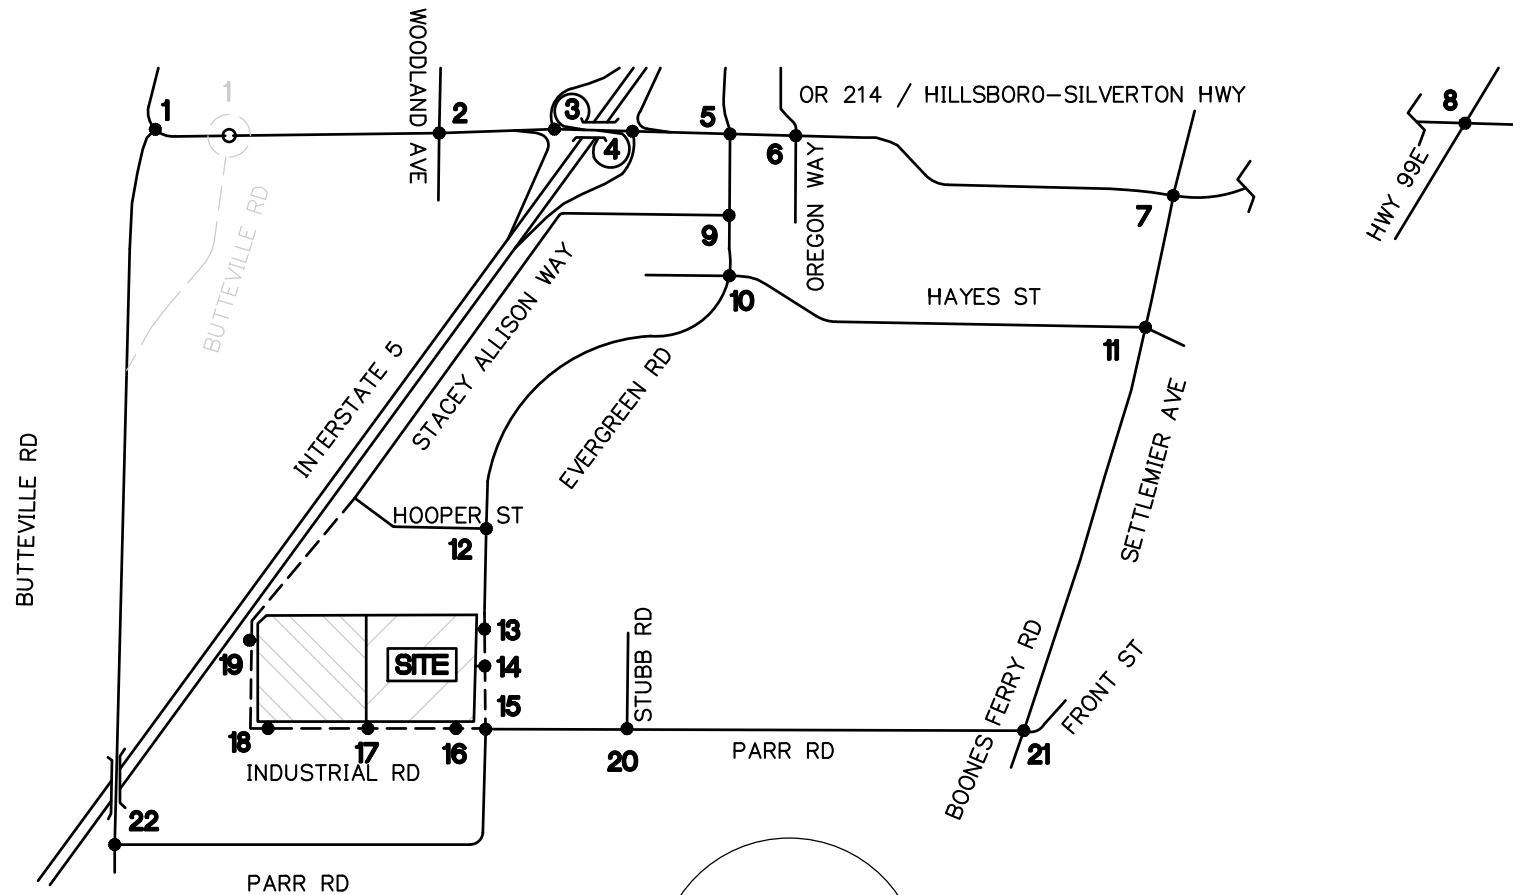 WOODLAND AVE
1
1
2
3
4
5
6
OR 214 / HILLSBORO-SILVERTON HWY
8
HWY 99E
OREGON WAY
7
9
BUTTEVILLE RD
10
HAYES ST
11
INTERSTATE 5
STACEY ALLISON WAY
EVERGREEN RD
SETTLEMIER AVE
BUTTEVILLE RD
HOOPER ST
12
13
14
15
SITE
19
18
17
16
INDUSTRIAL RD
STUBB RD
20
PARR RD
BOONES FERRY RD
FRONT ST
21
22
PARR RD